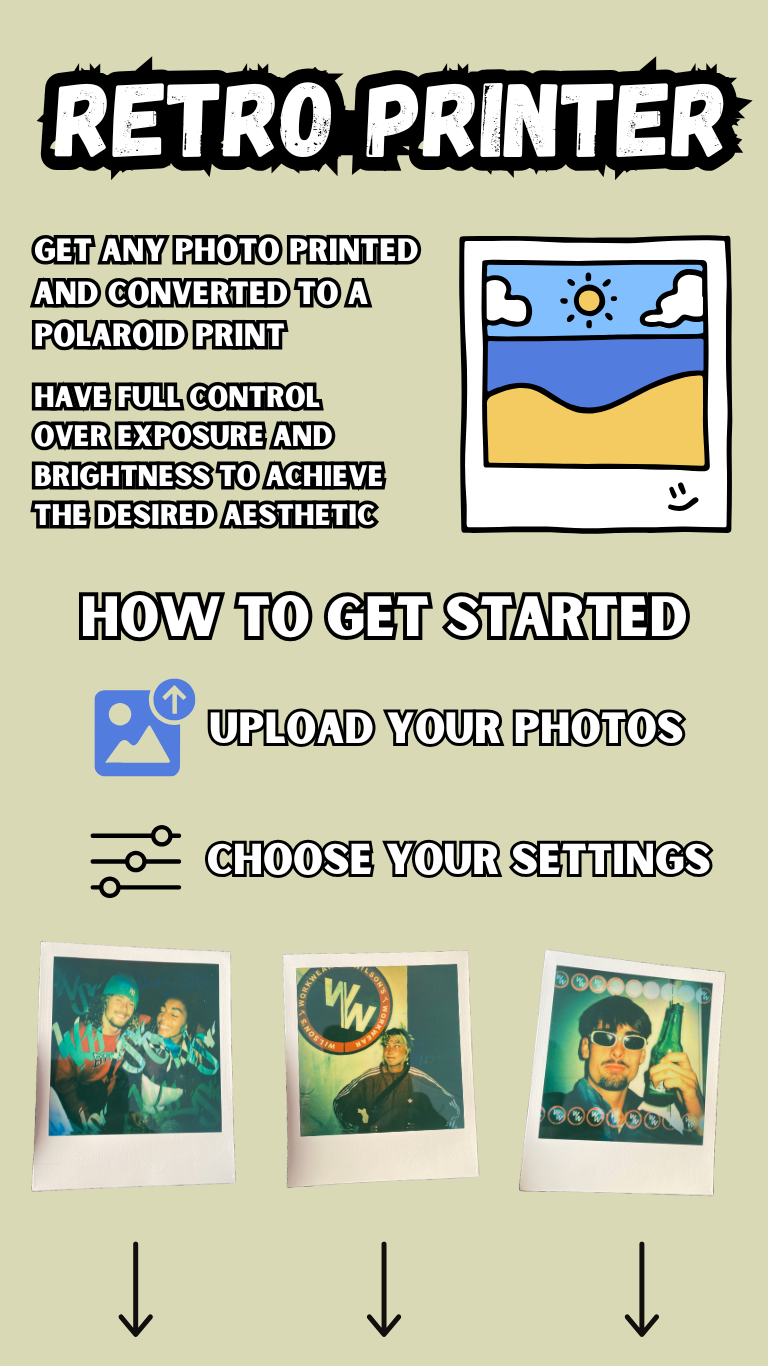 RETRO PRINTER
GET ANY PHOTO PRINTED
AND CONVERTED TO A
POLAROID PRINT
HAVE FULL CONTROL
OVER EXPOSURE AND
BRIGHTNESS TO ACHIEVE
THE DESIRED AESTHETIC
HOW TO GET STARTED
UPLOAD YOUR PHOTOS
CHOOSE YOUR SETTINGS
WILSON'S WORKWEAR
WW
WILSON'S WORKWEAR